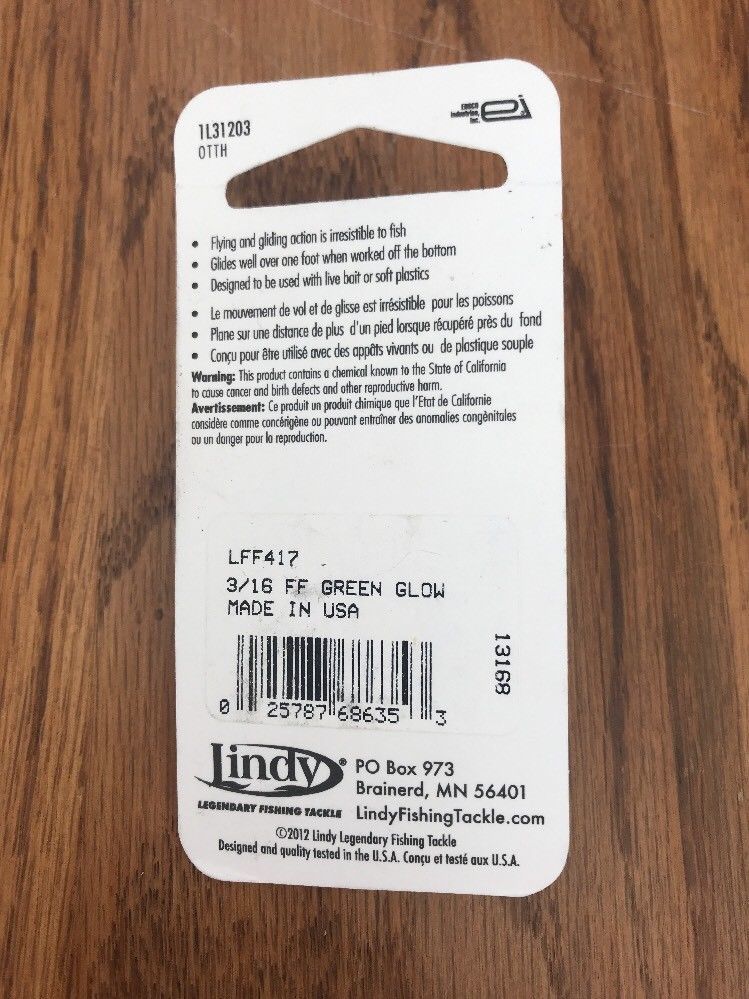 1L31203
OTTH
EBSCO
Industries,
Inc.
ei
• Flying and gliding action is irresistible to fish
• Glides well over one foot when worked off the bottom
• Designed to be used with live bait or soft plastics
• Le mouvement de vol et de glisse est irrésistible pour les poissons
• Plane sur une distance de plus d'un pied lorsque récupéré près du fond
• Conçu pour être utilisé avec des appâts vivants ou de plastique souple
Warning: This product contains a chemical known to the State of California
to cause cancer and birth defects and other reproductive harm.
Avertissement: Ce produit un produit chimique que l'Etat de Californie
considère comme concérigène ou pouvant entraîner des anomalies congènitales
ou un danger pour la reproduction.
LFF417
3/16 FF GREEN GLOW
MADE IN USA
13168
0 25787 68635 3
Lindy®
LEGENDARY FISHING TACKLE
PO Box 973
Brainerd, MN 56401
LindyFishingTackle.com
©2012 Lindy Legendary Fishing Tackle
Designed and quality tested in the U.S.A. Conçu et testé aux U.S.A.